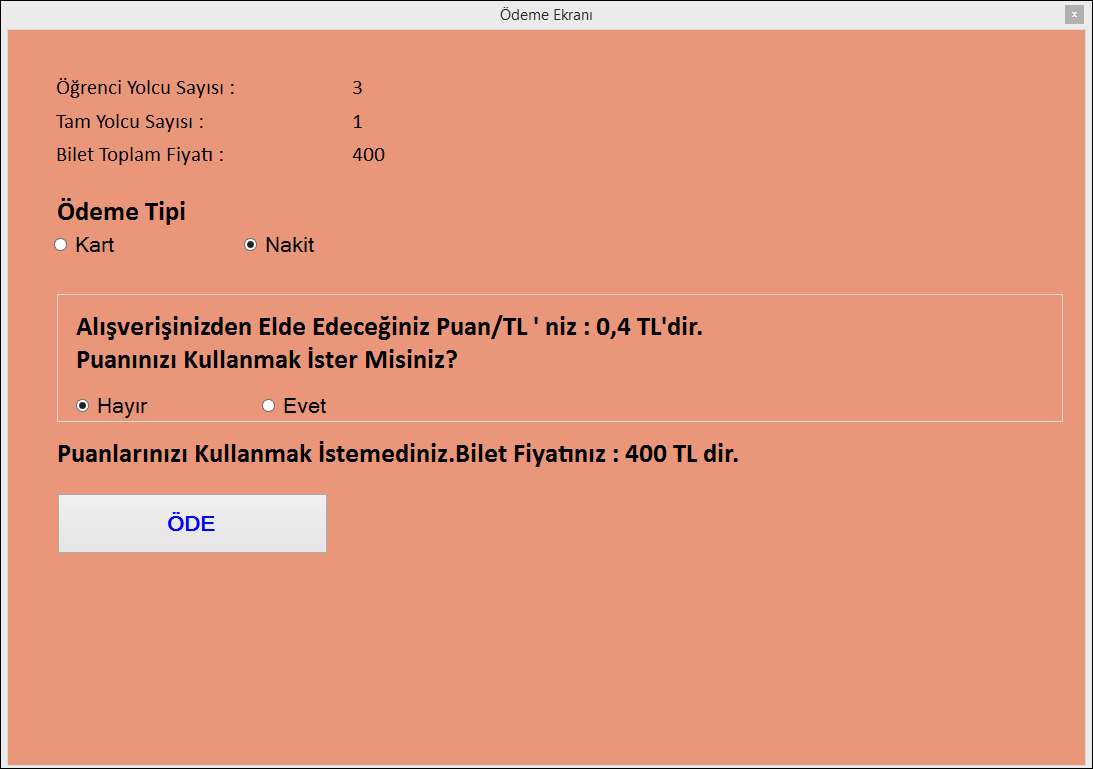 Ödeme Ekranı
Öğrenci Yolcu Sayısı : 3
Tam Yolcu Sayısı : 1
Bilet Toplam Fiyatı : 400
Ödeme Tipi
Kart Nakit
Alışverişinizden Elde Edeceğiniz Puan/TL ' niz : 0,4 TL'dir.
Puanınızı Kullanmak İster Misiniz?
Hayır Evet
Puanlarınızı Kullanmak İstemediniz.Bilet Fiyatınız : 400 TL dir.
ÖDE